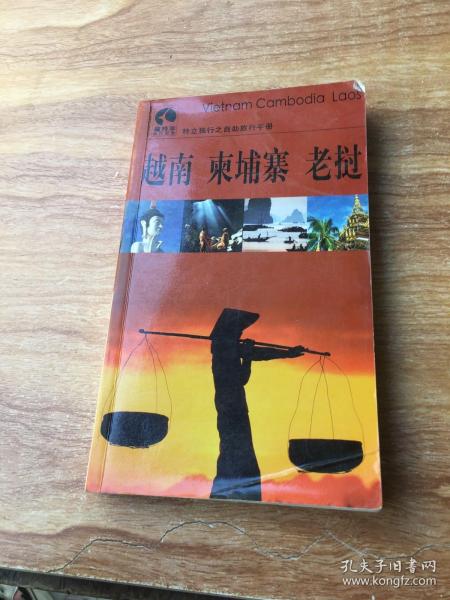 Vietnam Cambodia Laos
特立独行之自助旅行手册
越南 柬埔寨 老挝
孔夫子旧书网
www.kongfz.com